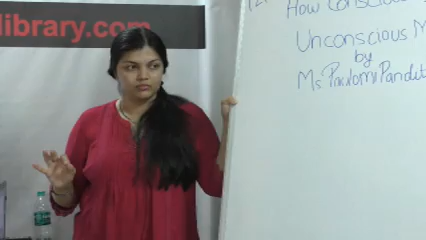 library.com
How Conscious
Unconscious M
by
Ms Paulomi Pandit